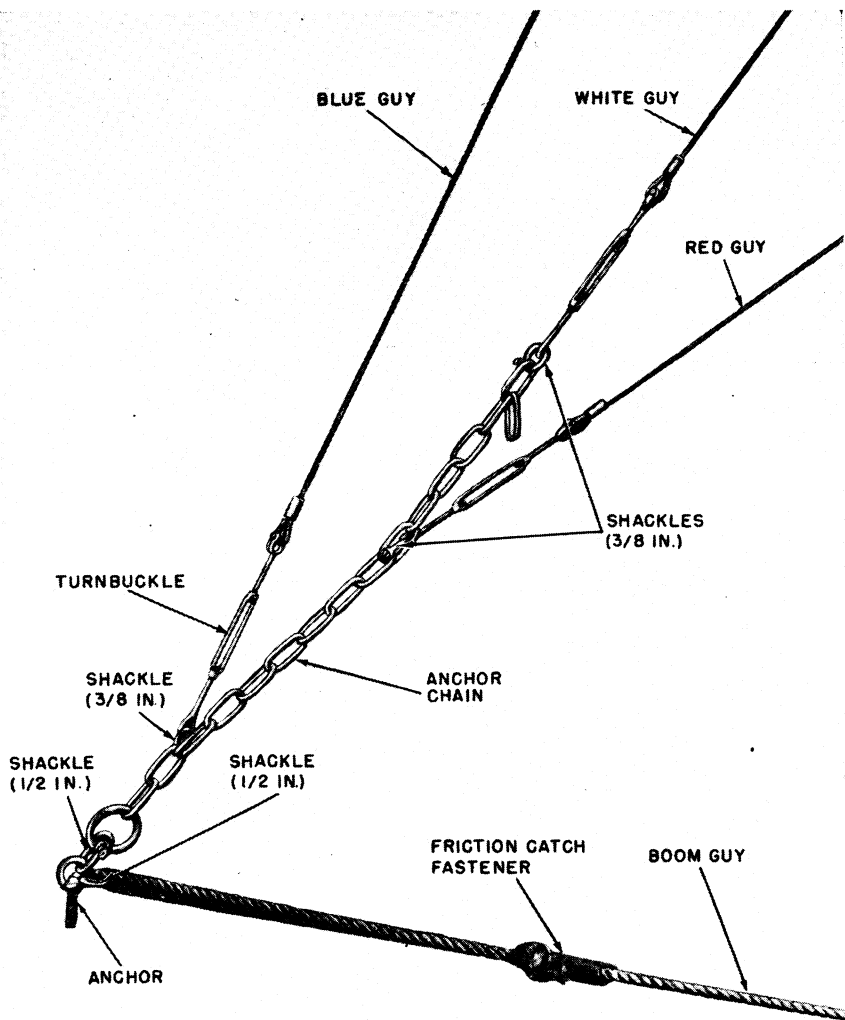 BLUE GUY
WHITE GUY
RED GUY
SHACKLES
(3/8 IN.)
TURNBUCKLE
SHACKLE
(3/8 IN.)
ANCHOR
CHAIN
SHACKLE
(1/2 IN.)
SHACKLE
(1/2 IN.)
FRICTION CATCH
FASTENER
BOOM GUY
ANCHOR